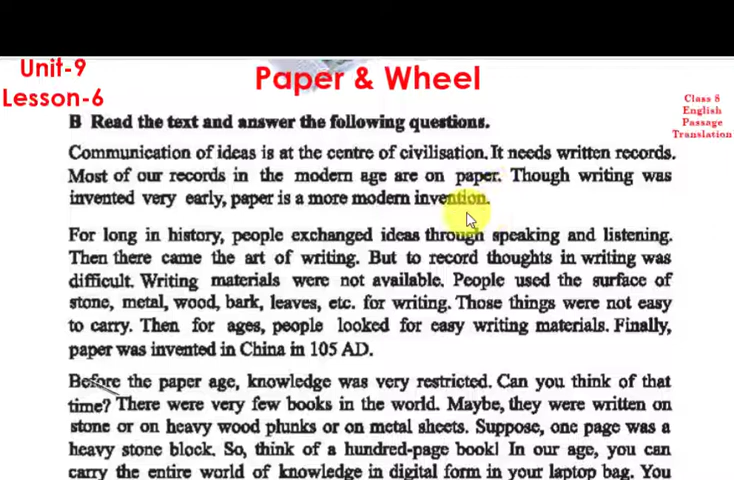 Unit-9
Lesson-6
Paper & Wheel
Class 8
English
Passage
Translation
B Read the text and answer the following questions.
Communication of ideas is at the centre of civilisation. It needs written records.
Most of our records in the modern age are on paper. Though writing was
invented very early, paper is a more modern invention.
For long in history, people exchanged ideas through speaking and listening.
Then there came the art of writing. But to record thoughts in writing was
difficult. Writing materials were not available. People used the surface of
stone, metal, wood, bark, leaves, etc. for writing. Those things were not easy
to carry. Then for ages, people looked for easy writing materials. Finally,
paper was invented in China in 105 AD.
Before the paper age, knowledge was very restricted. Can you think of that
time? There were very few books in the world. Maybe, they were written on
stone or on heavy wood plunks or on metal sheets. Suppose, one page was a
heavy stone block. So, think of a hundred-page book! In our age, you can
carry the entire world of knowledge in digital form in your laptop bag. You